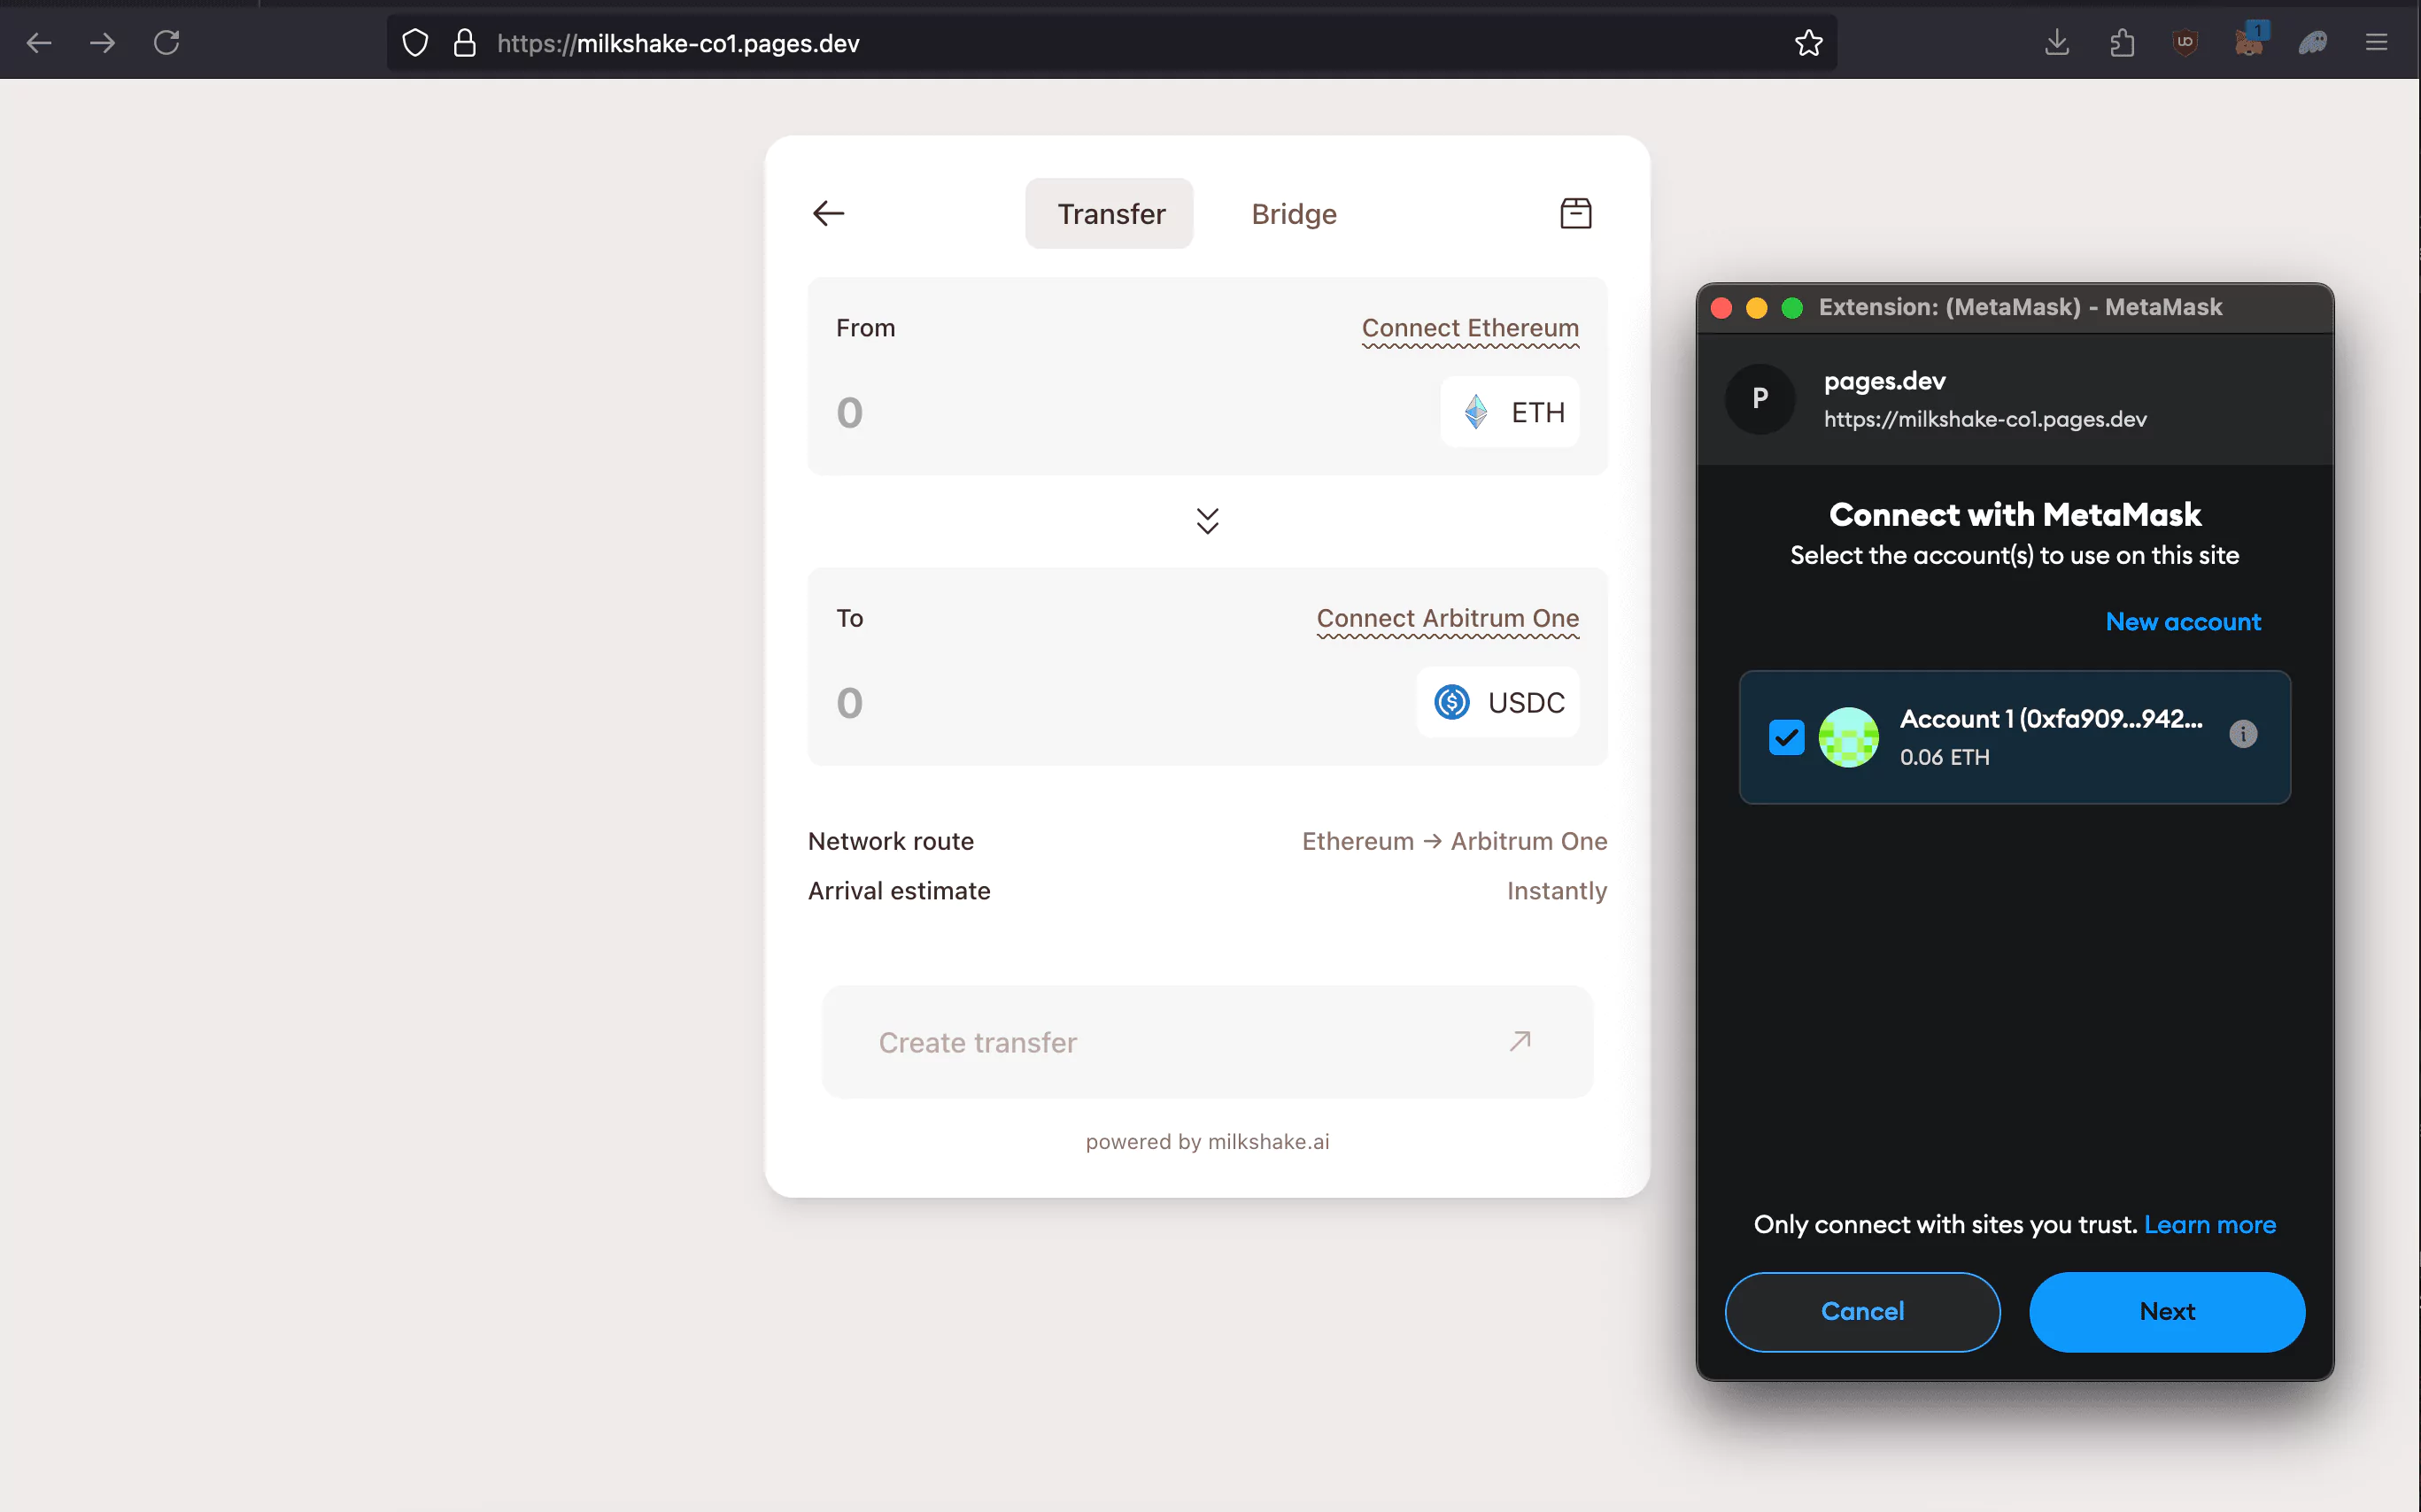 https://milkshake-co1.pages.dev
1
Transfer
Bridge
From
Connect Ethereum
0
ETH
To
Connect Arbitrum One
0
USDC
Network route
Ethereum → Arbitrum One
Arrival estimate
Instantly
Create transfer
powered by milkshake.ai
Extension: (MetaMask) - MetaMask
P
pages.dev
https://milkshake-co1.pages.dev
Connect with MetaMask
Select the account(s) to use on this site
New account
Account 1 (0xfa909...942...
0.06 ETH
Only connect with sites you trust. Learn more
Cancel
Next